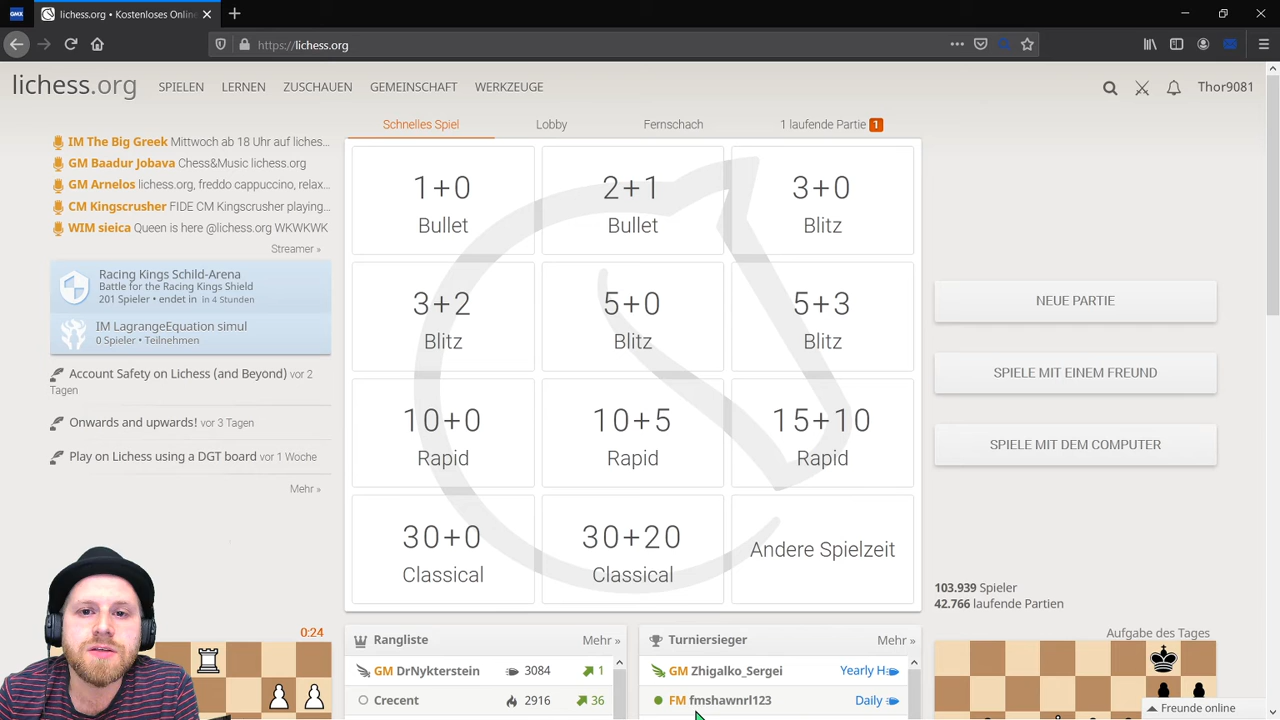 GMX
lichess.org • Kostenloses Online
https://lichess.org
lichess.org
SPIELEN
LERNEN
ZUSCHAUEN
GEMEINSCHAFT
WERKZEUGE
Thor9081
IM The Big Greek Mittwoch ab 18 Uhr auf liches...
GM Baadur Jobava Chess&Music lichess.org
GM Arnelos lichess.org, freddo cappuccino, relax...
CM Kingscrusher FIDE CM Kingscrusher playing...
WIM sieica Queen is here @lichess.org WKWKWK
Streamer »
Racing Kings Schild-Arena
Battle for the Racing Kings Shield
201 Spieler • endet in in 4 Stunden
IM LagrangeEquation simul
0 Spieler • Teilnehmen
Account Safety on Lichess (and Beyond) vor 2
Tagen
Onwards and upwards! vor 3 Tagen
Play on Lichess using a DGT board vor 1 Woche
Mehr »
0:24
Schnelles Spiel
Lobby
Fernschach
1 laufende Partie 1
1+0
Bullet
2+1
Bullet
3+0
Blitz
3+2
Blitz
5+0
Blitz
5+3
Blitz
10+0
Rapid
10+5
Rapid
15+10
Rapid
30+0
Classical
30+20
Classical
Andere Spielzeit
NEUE PARTIE
SPIELE MIT EINEM FREUND
SPIELE MIT DEM COMPUTER
103.939 Spieler
42.766 laufende Partien
Rangliste Mehr »
GM DrNykterstein 3084 1
Crecent 2916 36
Turniersieger Mehr »
GM Zhigalko_Sergei Yearly H
FM fmshawnrl123 Daily
Aufgabe des Tages
Freunde online